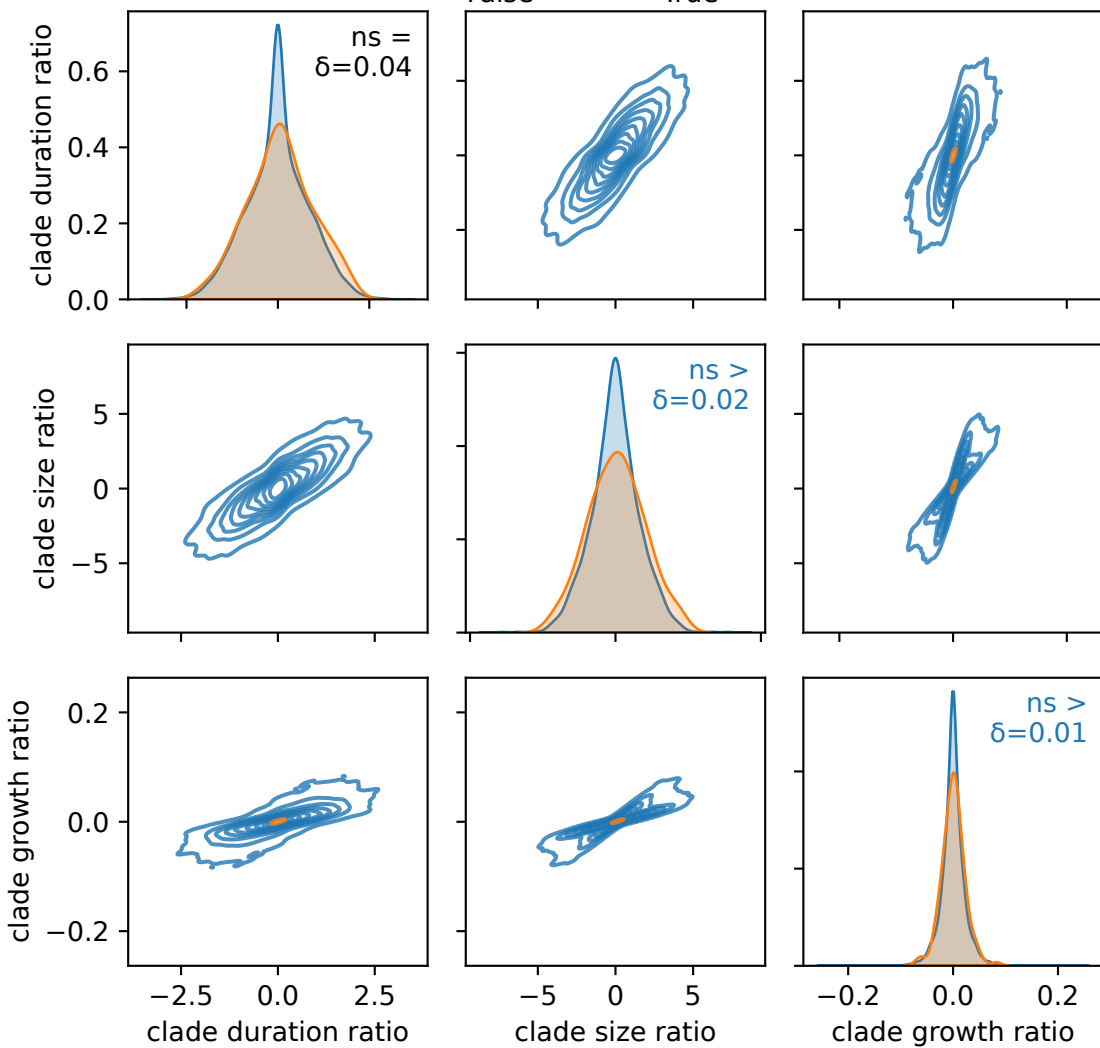 True
clade duration ratio
0.6
0.4
0.2
0.0
ns =
δ=0.04
clade size ratio
5
0
−5
ns >
δ=0.02
clade growth ratio
0.2
0.0
−0.2
ns >
δ=0.01
−2.5 0.0 2.5
−5 0 5
−0.2 0.0 0.2
clade duration ratio
clade size ratio
clade growth ratio